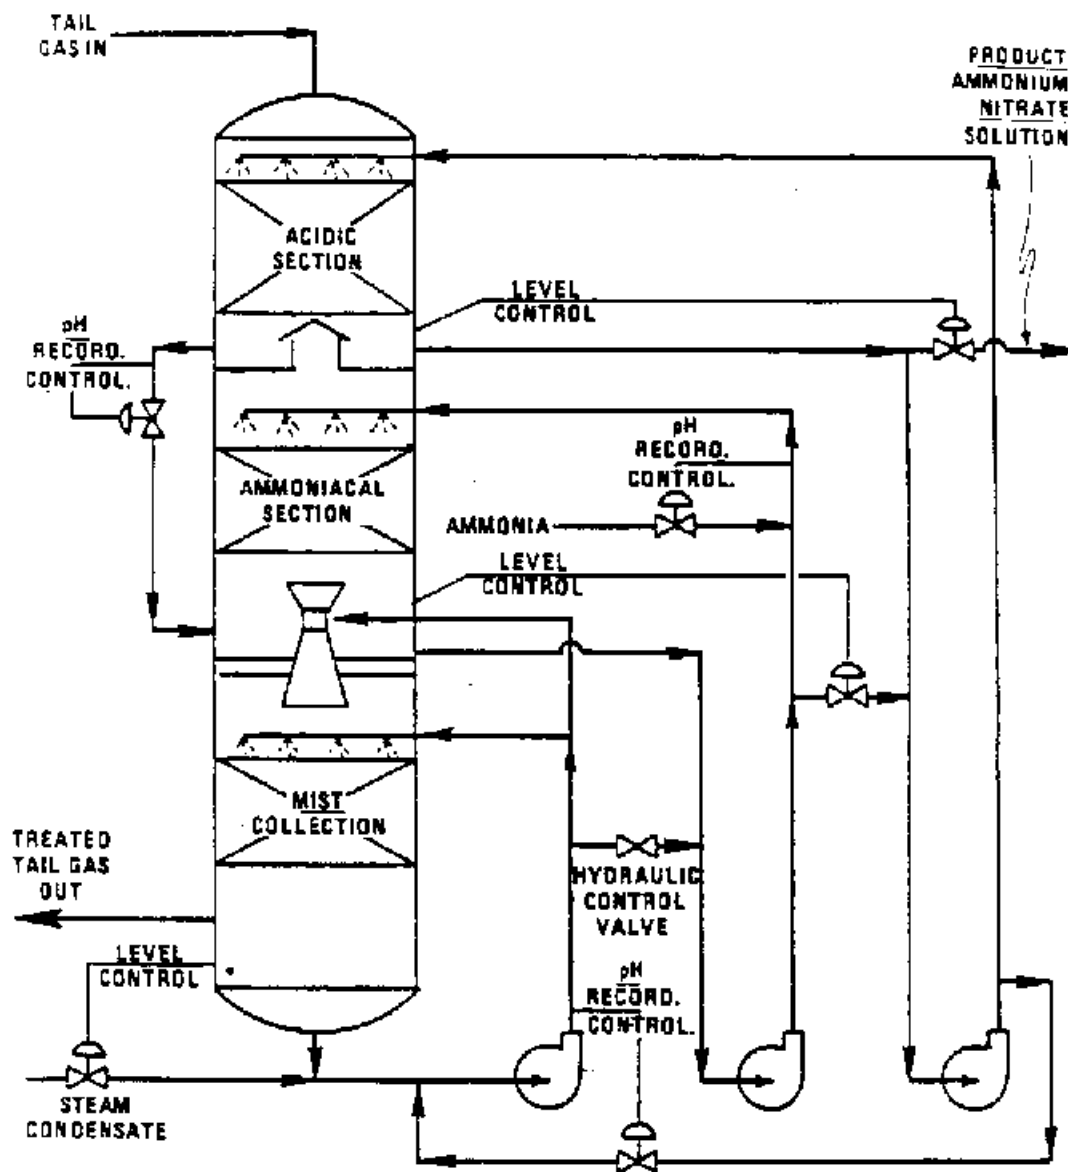 TAIL
GAS IN
PRODUCT
AMMONIUM
NITRATE
SOLUTION
ACIDIC
SECTION
LEVEL
CONTROL
pH
RECORD.
CONTROL.
pH
RECORD.
CONTROL.
AMMONIACAL
SECTION
AMMONIA
LEVEL
CONTROL
MIST
COLLECTION
TREATED
TAIL GAS
OUT
HYDRAULIC
CONTROL
VALVE
LEVEL
CONTROL
pH
RECORD.
CONTROL.
STEAM
CONDENSATE